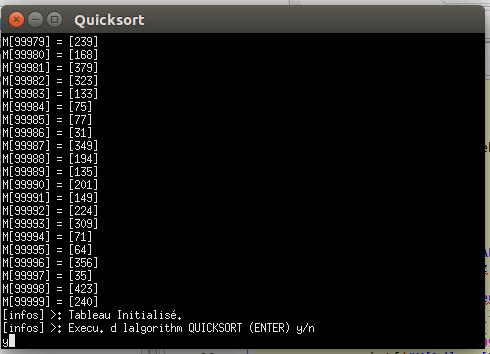 Quicksort
M[99979] = [239]
M[99980] = [168]
M[99981] = [379]
M[99982] = [323]
M[99983] = [133]
M[99984] = [75]
M[99985] = [77]
M[99986] = [31]
M[99987] = [349]
M[99988] = [194]
M[99989] = [135]
M[99990] = [201]
M[99991] = [149]
M[99992] = [224]
M[99993] = [309]
M[99994] = [71]
M[99995] = [64]
M[99996] = [356]
M[99997] = [35]
M[99998] = [423]
M[99999] = [240]
[infos] >: Tableau Initialisé.
[infos] >: Execu. d lalgorithm QUICKSORT (ENTER) y/n
y